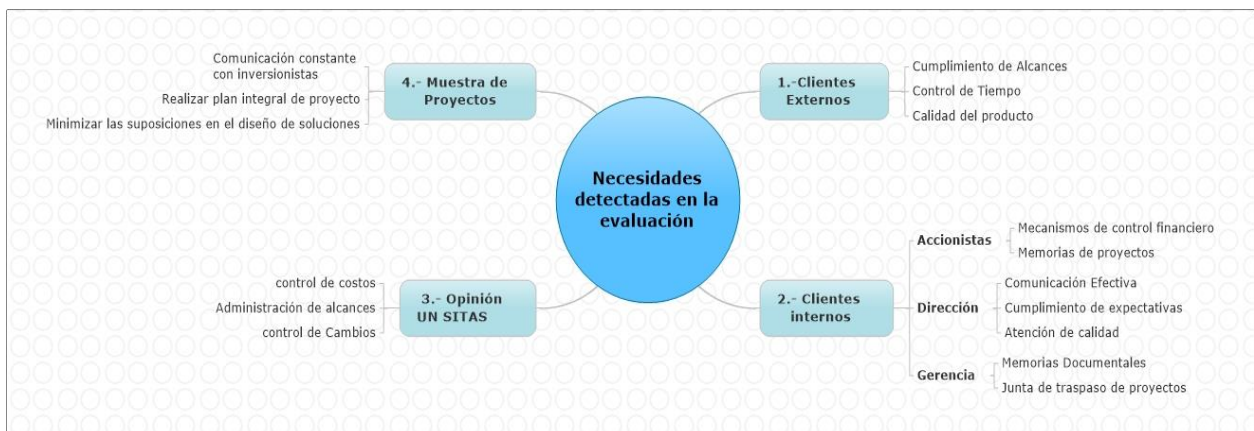 Necesidades
detectadas en la
evaluación
1.-Clientes
Externos
Cumplimiento de Alcances
Control de Tiempo
Calidad del producto
2.- Clientes
internos
Accionistas
Mecanismos de control financiero
Memorias de proyectos
Dirección
Comunicación Efectiva
Cumplimiento de expectativas
Atención de calidad
Gerencia
Memorias Documentales
Junta de traspaso de proyectos
3.- Opinión
UN SITAS
control de costos
Administración de alcances
control de Cambios
4.- Muestra de
Proyectos
Comunicación constante
con inversionistas
Realizar plan integral de proyecto
Minimizar las suposiciones en el diseño de soluciones